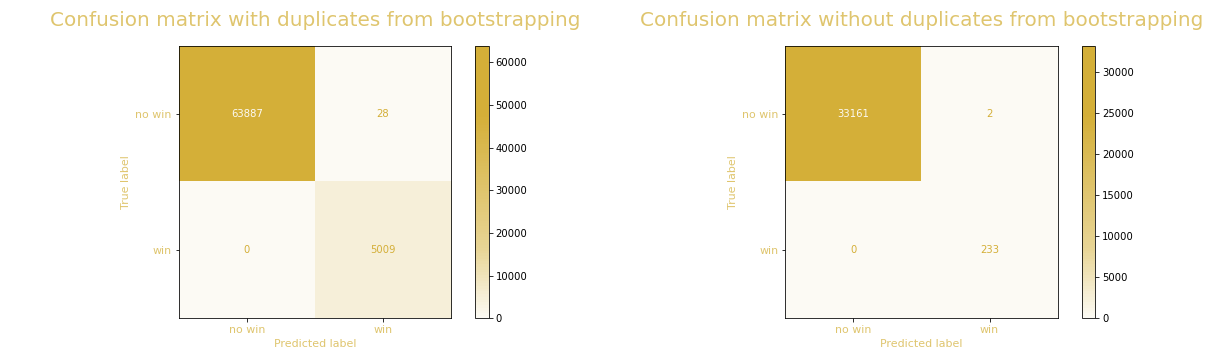 Confusion matrix with duplicates from bootstrapping
60000
50000
40000
30000
20000
10000
0
no win
win
True label
63887
28
0
5009
no win
win
Predicted label
Confusion matrix without duplicates from bootstrapping
30000
25000
20000
15000
10000
5000
0
no win
win
True label
33161
2
0
233
no win
win
Predicted label